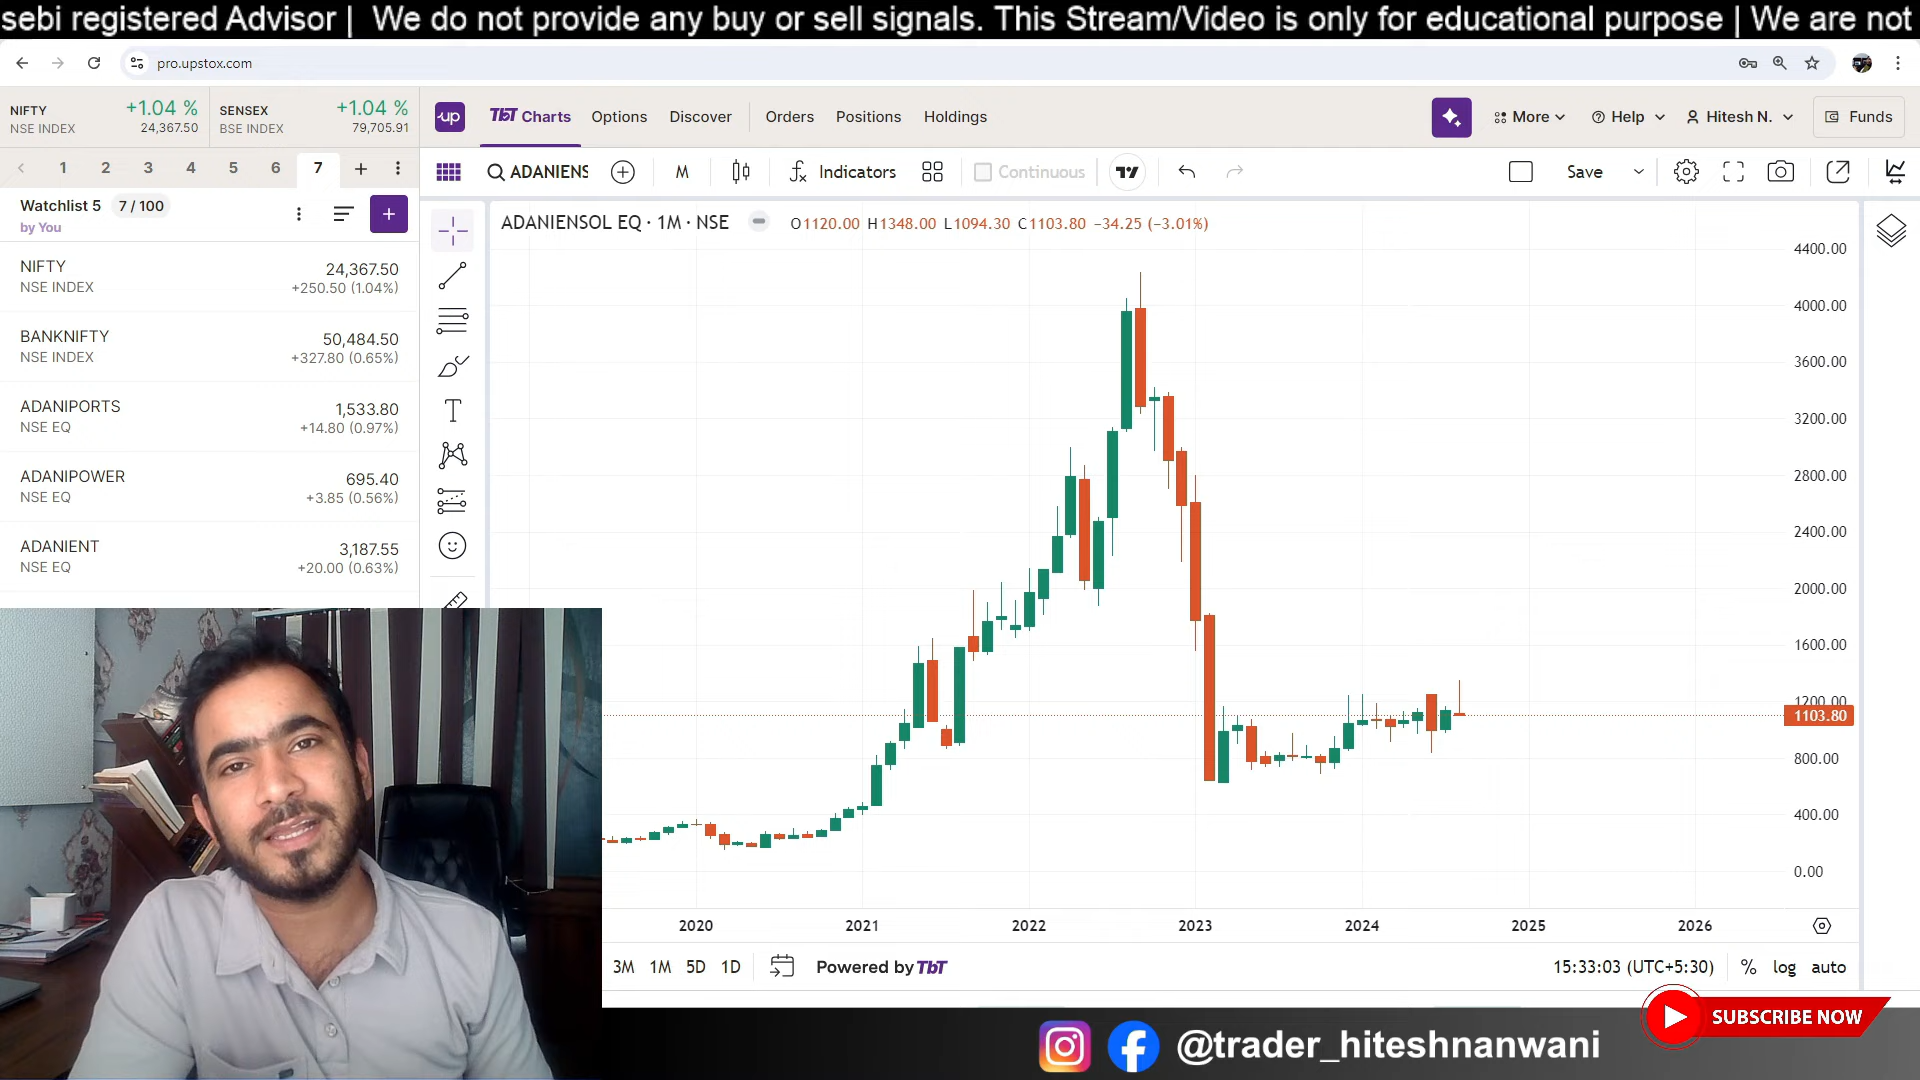 sebi registered Advisor | We do not provide any buy or sell signals. This Stream/Video is only for educational purpose | We are not
pro.upstox.com
NIFTY +1.04 %
NSE INDEX 24,367.50
SENSEX +1.04 %
BSE INDEX 79,705.91
up TbT Charts Options Discover Orders Positions Holdings More Help Hitesh N. Funds
1 2 3 4 5 6 7
ADANIENS M Indicators Continuous Save
Watchlist 5 7 / 100
by You
NIFTY 24,367.50
NSE INDEX +250.50 (1.04%)
BANKNIFTY 50,484.50
NSE INDEX +327.80 (0.65%)
ADANIPORTS 1,533.80
NSE EQ +14.80 (0.97%)
ADANIPOWER 695.40
NSE EQ +3.85 (0.56%)
ADANIENT 3,187.55
NSE EQ +20.00 (0.63%)
ADANIENSOL EQ · 1M · NSE O1120.00 H1348.00 L1094.30 C1103.80 −34.25 (−3.01%)
4400.00
4000.00
3600.00
3200.00
2800.00
2400.00
2000.00
1600.00
1200.00
1103.80
800.00
400.00
0.00
2020 2021 2022 2023 2024 2025 2026
3M 1M 5D 1D Powered by TbT 15:33:03 (UTC+5:30) % log auto
SUBSCRIBE NOW
@trader_hiteshnanwani